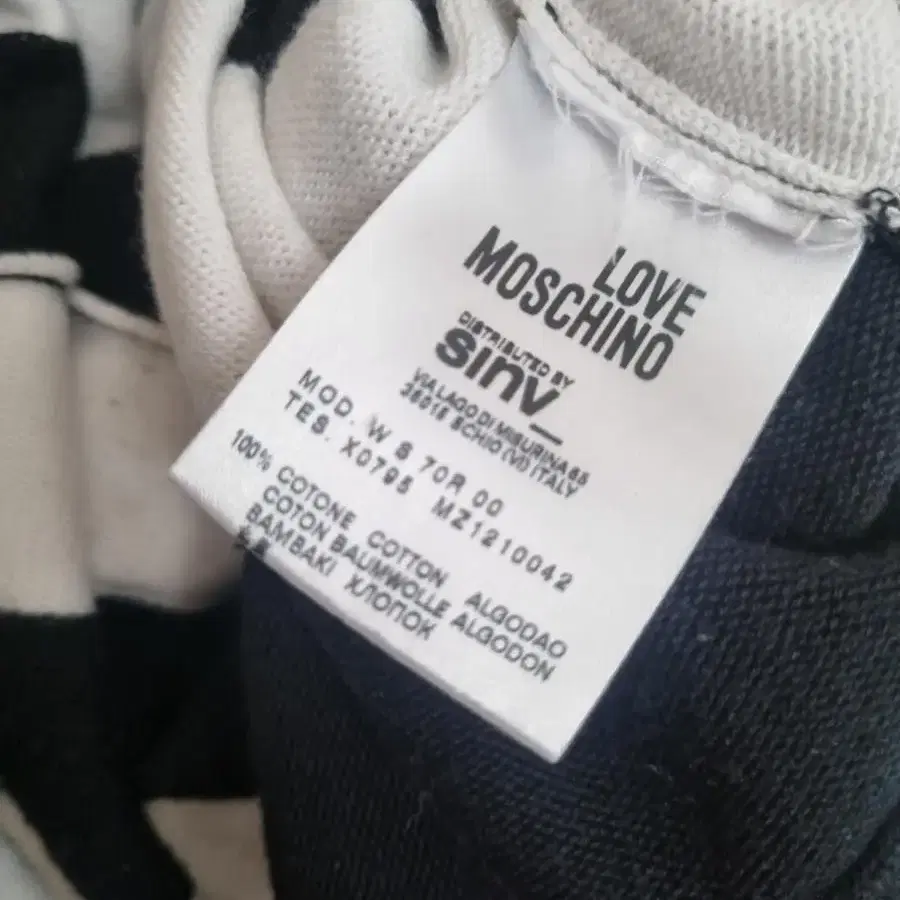 LOVE
MOSCHINO
DISTRIBUTED BY
sinv_
VIA LAGO DI MISURINA 65
36015 SCHIO (VI) ITALY
MOD. W S 70R 00
TES. X0795 MZ1210042
100% COTONE COTTON ALGODAO
COTON BAUMWOLLE ALGODON
BAMBAKI ХЛОПОК